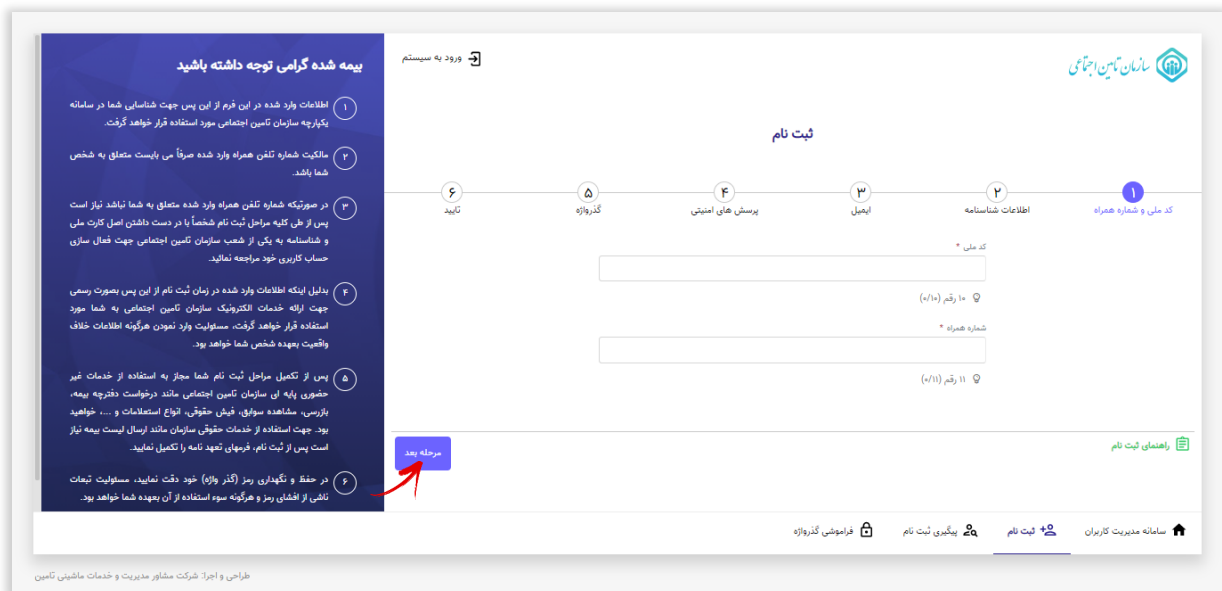 سازمان تامین اجتماعی
ورود به سیستم
ثبت نام
۱
۲
۳
۴
۵
۶
کد ملی و شماره همراه
اطلاعات شناسنامه
ایمیل
پرسش های امنیتی
گذرواژه
تایید
کد ملی *
۱۰ رقم (۰/۱۰)
شماره همراه *
۱۱ رقم (۰/۱۱)
راهنمای ثبت نام
مرحله بعد
بیمه شده گرامی توجه داشته باشید
۱ اطلاعات وارد شده در این فرم از این پس جهت شناسایی شما در سامانه
یکپارچه سازمان تامین اجتماعی مورد استفاده قرار خواهد گرفت.
۲ مالکیت شماره تلفن همراه وارد شده صرفاً می بایست متعلق به شخص
شما باشد.
۳ در صورتیکه شماره تلفن همراه وارد شده متعلق به شما نباشد نیاز است
پس از طی کلیه مراحل ثبت نام شخصاً با در دست داشتن اصل کارت ملی
و شناسنامه به یکی از شعب سازمان تامین اجتماعی جهت فعال سازی
حساب کاربری خود مراجعه نمائید.
۴ بدلیل اینکه اطلاعات وارد شده در زمان ثبت نام از این پس بصورت رسمی
جهت ارائه خدمات الکترونیک سازمان تامین اجتماعی به شما مورد
استفاده قرار خواهد گرفت، مسئولیت وارد نمودن هرگونه اطلاعات خلاف
واقعیت بعهده شخص شما خواهد بود.
۵ پس از تکمیل مراحل ثبت نام شما مجاز به استفاده از خدمات غیر
حضوری پایه ای سازمان تامین اجتماعی مانند درخواست دفترچه بیمه،
بازرسی، مشاهده سوابق، فیش حقوقی، انواع استعلامات و ...، خواهید
بود. جهت استفاده از خدمات حقوقی سازمان مانند ارسال لیست بیمه نیاز
است پس از ثبت نام، فرمهای تعهد نامه را تکمیل نمایید.
۶ در حفظ و نگهداری رمز (گذر واژه) خود دقت نمایید، مسئولیت تبعات
ناشی از افشای رمز و هرگونه سوء استفاده از آن بعهده شما خواهد بود.
سامانه مدیریت کاربران
ثبت نام
پیگیری ثبت نام
فراموشی گذرواژه
طراحی و اجرا: شرکت مشاور مدیریت و خدمات ماشینی تامین